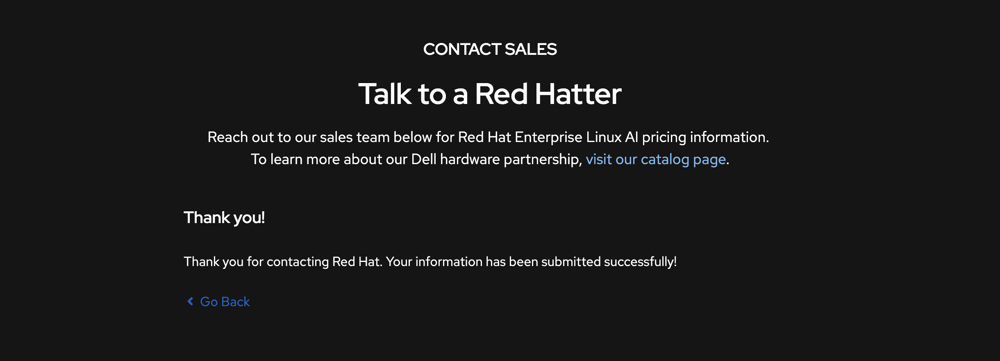 CONTACT SALES
Talk to a Red Hatter
Reach out to our sales team below for Red Hat Enterprise Linux AI pricing information.
To learn more about our Dell hardware partnership, visit our catalog page.
Thank you!
Thank you for contacting Red Hat. Your information has been submitted successfully!
Go Back